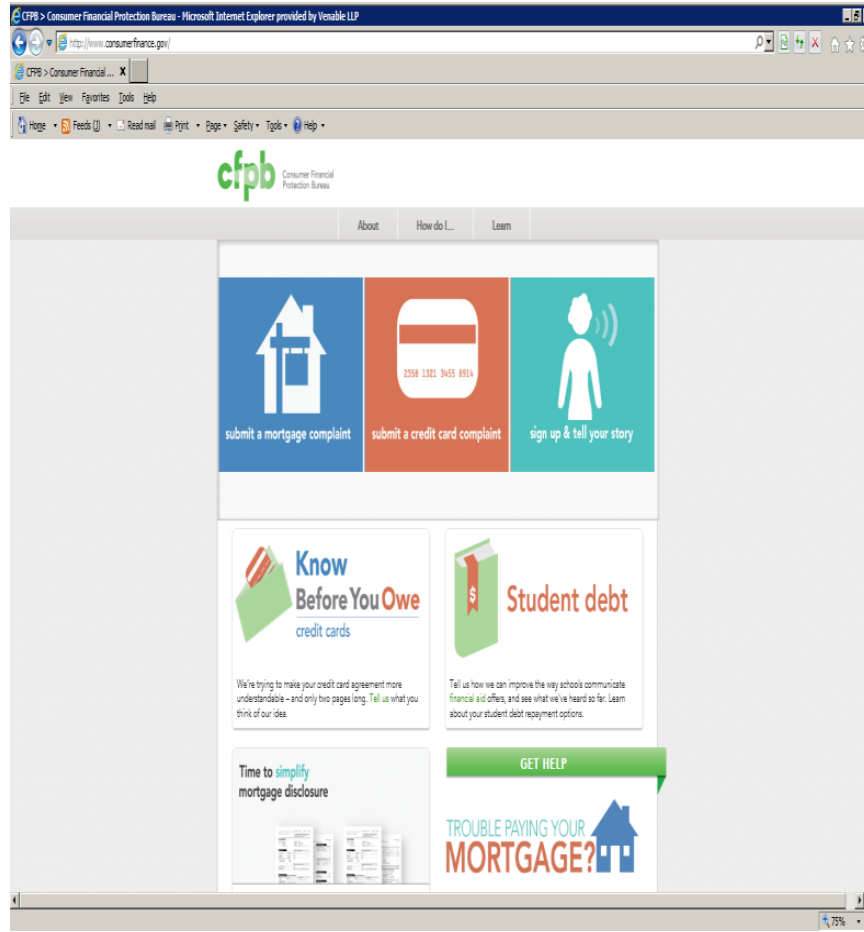 CFPB > Consumer Financial Protection Bureau - Microsoft Internet Explorer provided by Venable LLP
http://www.consumerfinance.gov/
CFPB > Consumer Financial ... X
File Edit View Favorites Tools Help
Home Feeds (J) Read mail Print Page Safety Tools Help
cfpb Consumer Financial
Protection Bureau
About How do I... Learn
2358 1321 3455 8914
submit a mortgage complaint
submit a credit card complaint
sign up & tell your story
Know
Before You Owe
credit cards
We're trying to make your credit card agreement more
understandable – and only two pages long. Tell us what you
think of our idea.
$
Student debt
Tell us how we can improve the way schools communicate
financial aid offers, and see what we've heard so far. Learn
about your student debt repayment options.
Time to simplify
mortgage disclosure
GET HELP
TROUBLE PAYING YOUR
MORTGAGE?
75%